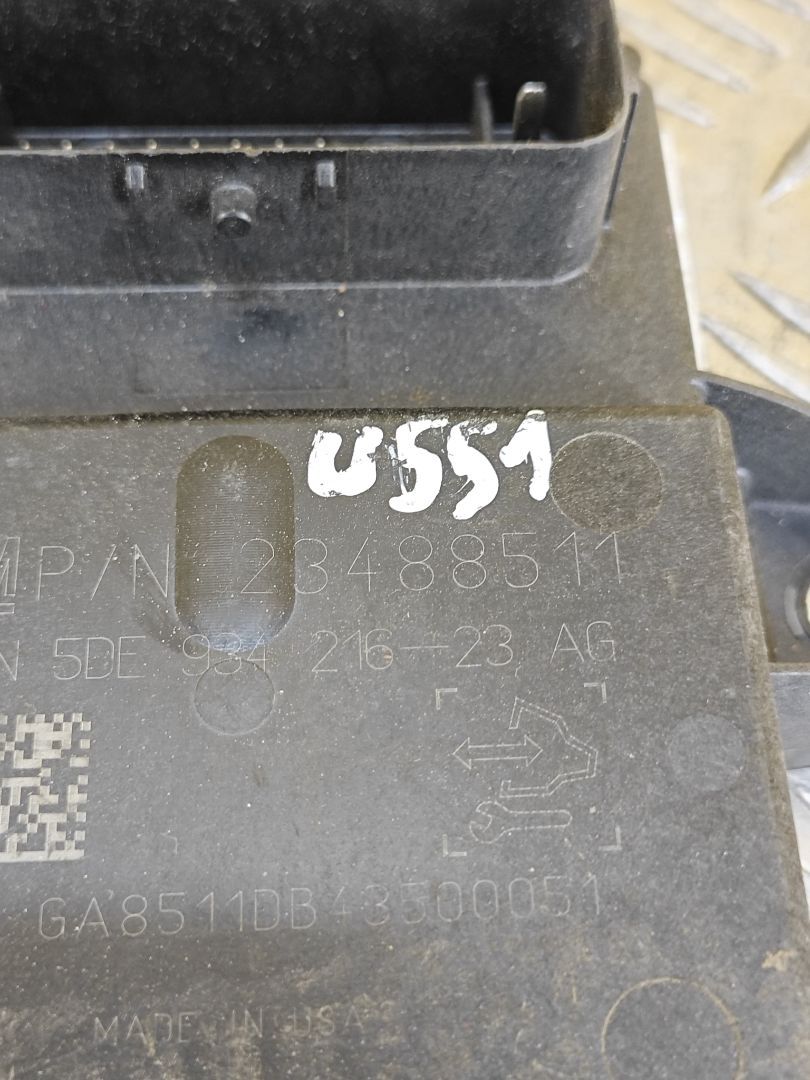 U551
P/N 23488511
N 5DE 934 216-23 AG
GA8511DB43500051
MADE IN USA